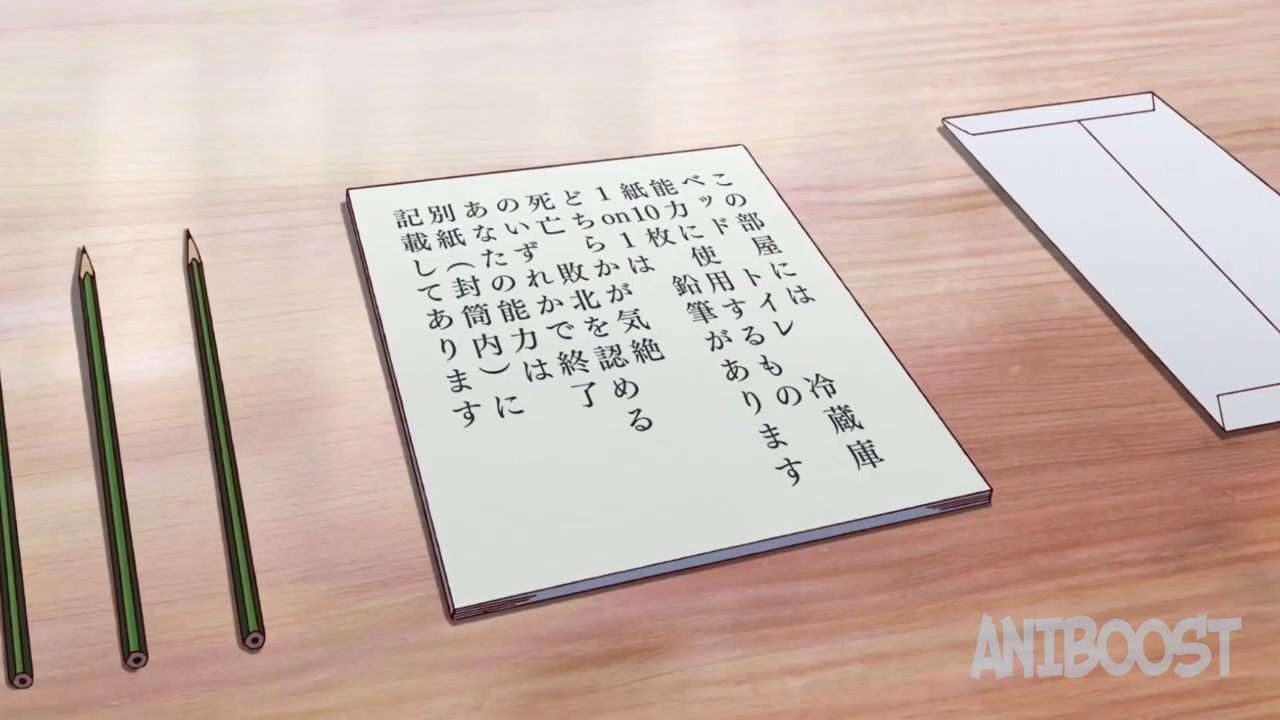 この部屋には
ベッド　トイレ　冷蔵庫
能力に使用するもの
紙10枚　鉛筆があります
1on1は
どちらかが気絶
死亡　敗北を認める
のいずれかで終了
あなたの能力は
別紙（封筒内）に
記載してあります
ANIBOOST